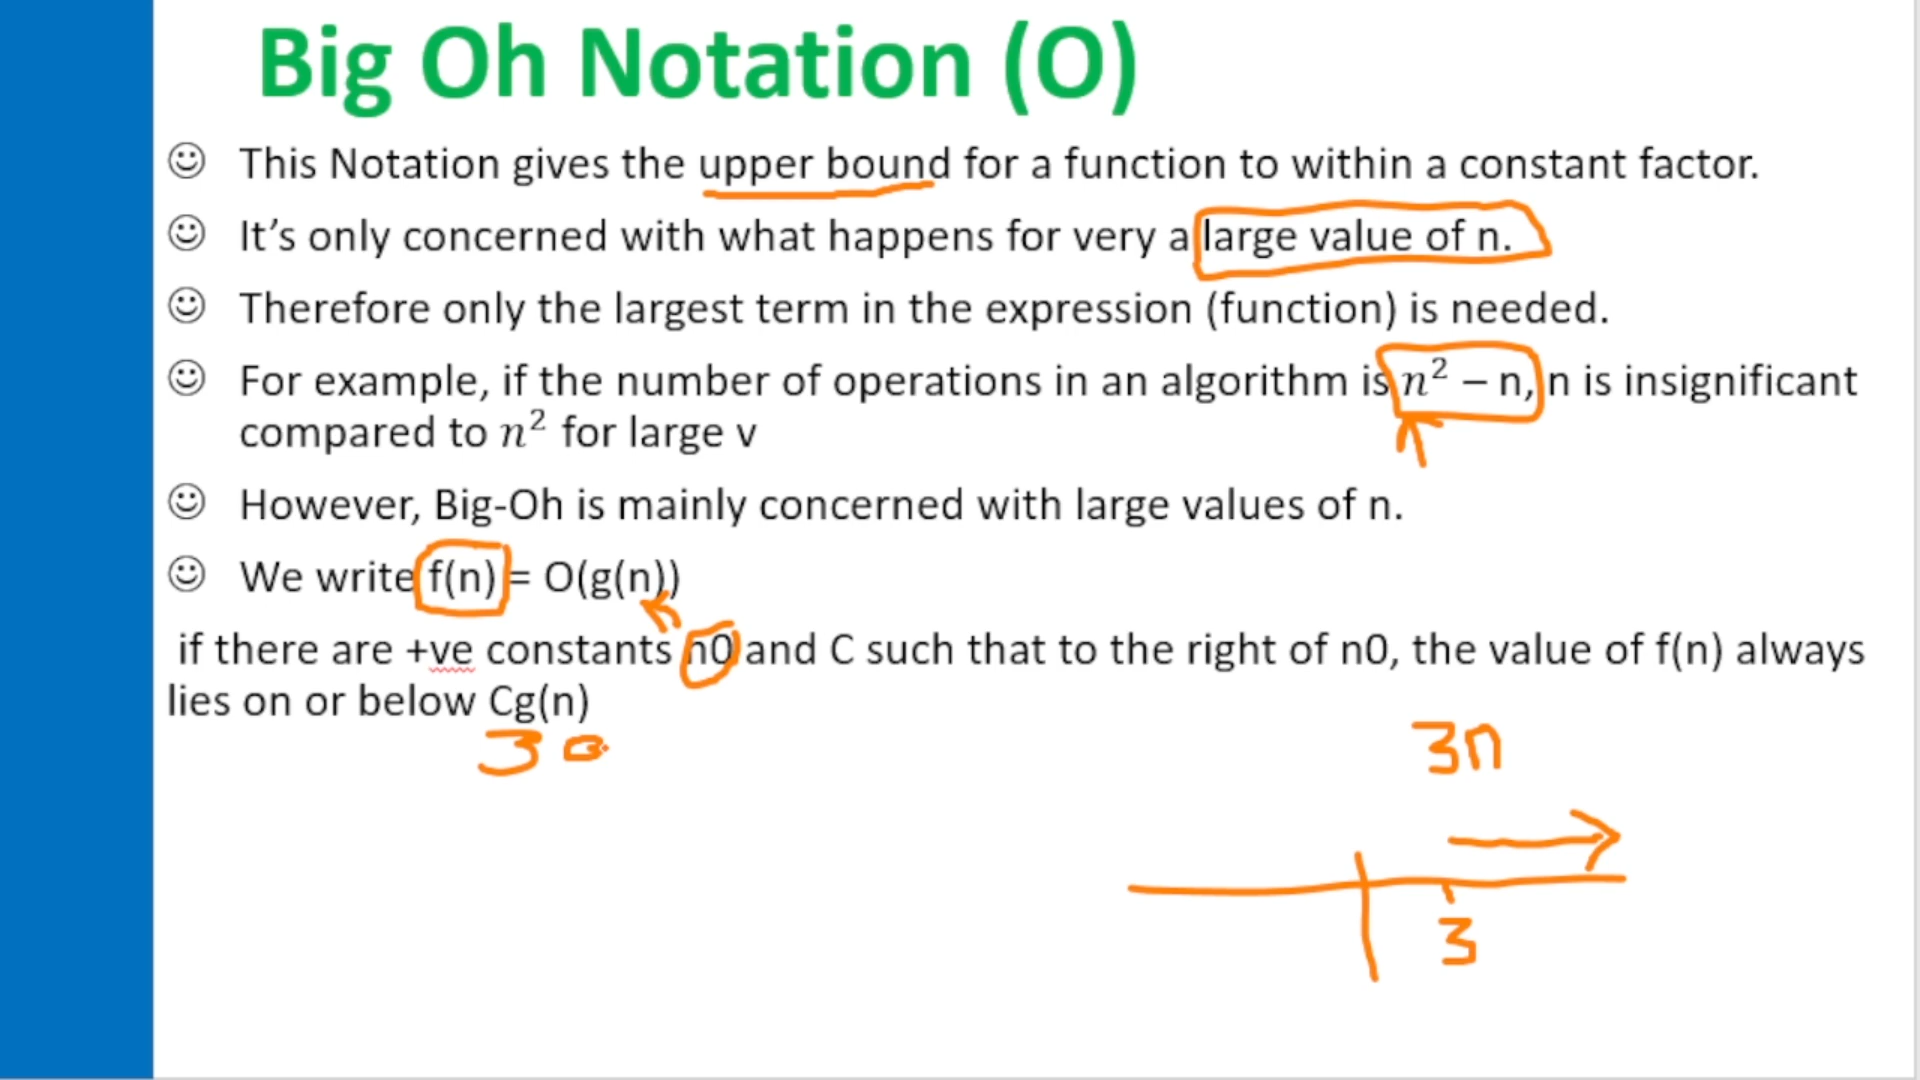 Big Oh Notation (O)
This Notation gives the upper bound for a function to within a constant factor.
It’s only concerned with what happens for very a large value of n.
Therefore only the largest term in the expression (function) is needed.
For example, if the number of operations in an algorithm is n² – n, n is insignificant
compared to n² for large v
However, Big-Oh is mainly concerned with large values of n.
We write f(n) = O(g(n))
if there are +ve constants n0 and C such that to the right of n0, the value of f(n) always
lies on or below Cg(n)
3
3n
3